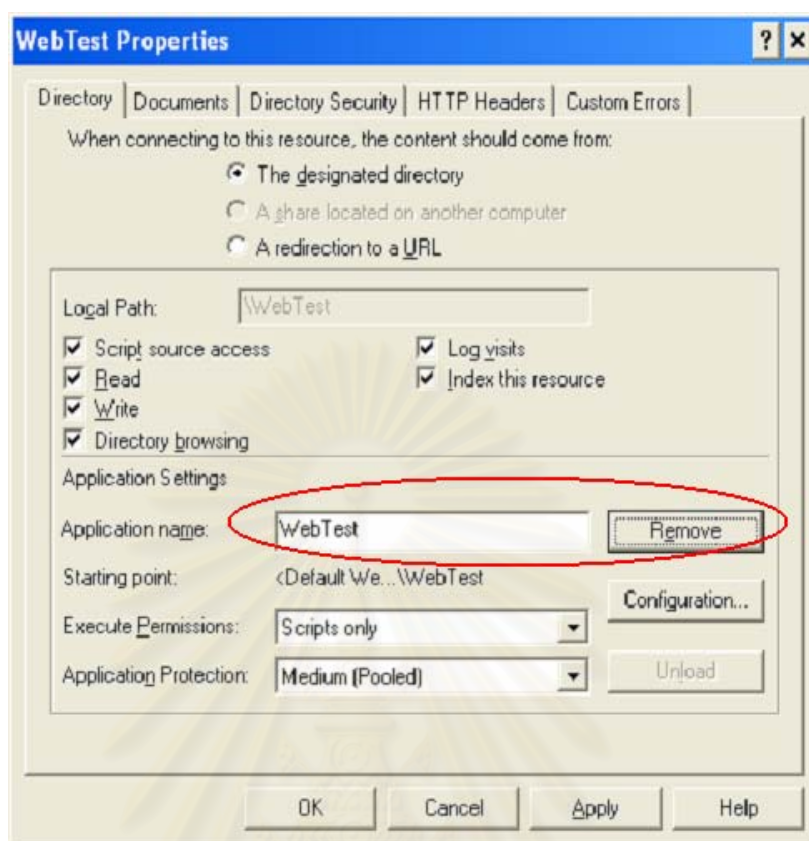 WebTest Properties
Directory Documents Directory Security HTTP Headers Custom Errors
When connecting to this resource, the content should come from:
The designated directory
A share located on another computer
A redirection to a URL
Local Path: \WebTest
Script source access Log visits
Read Index this resource
Write
Directory browsing
Application Settings
Application name: WebTest Remove
Starting point: <Default We...\WebTest
Configuration...
Execute Permissions: Scripts only
Application Protection: Medium (Pooled) Unload
OK Cancel Apply Help